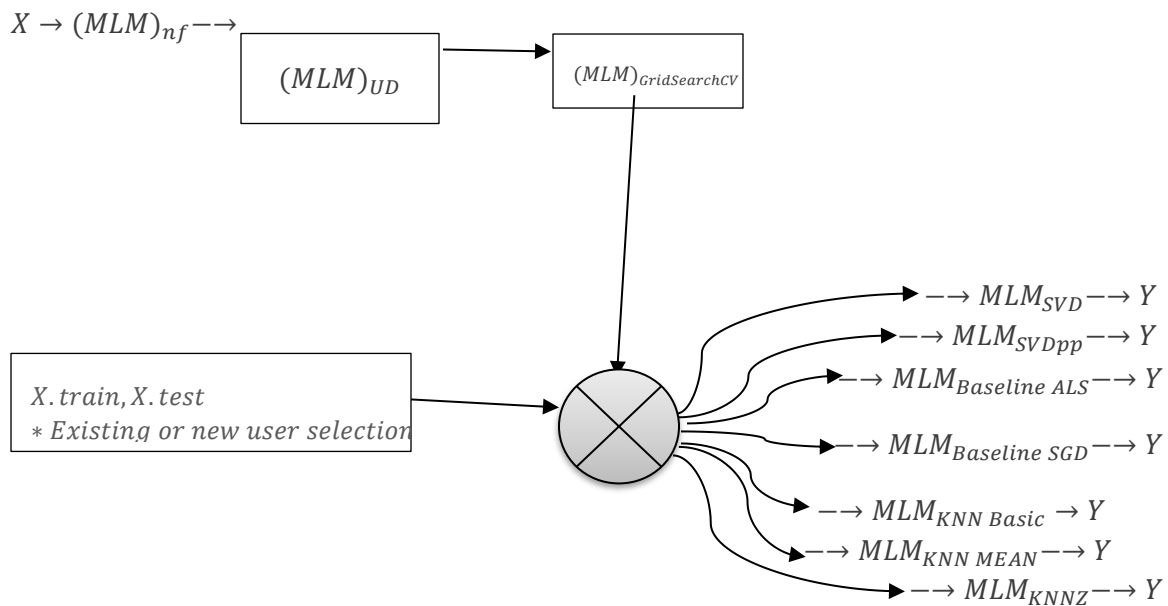 X → (MLM)nf−→
(MLM)UD
(MLM)GridSearchCV
X.train, X.test
* Existing or new user selection
−→ MLMSVD−→ Y
−→ MLMSVDpp−→ Y
−→ MLMBaseline ALS−→ Y
−→ MLMBaseline SGD−→ Y
−→ MLMKNN Basic → Y
−→ MLMKNN MEAN−→ Y
−→ MLMKNNZ−→ Y